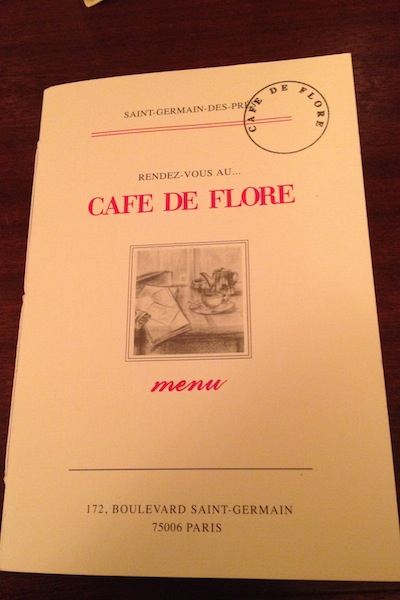 SAINT-GERMAIN-DES-PRÉS
CAFE DE FLORE
RENDEZ-VOUS AU...
CAFE DE FLORE
menu
172, BOULEVARD SAINT-GERMAIN
75006 PARIS